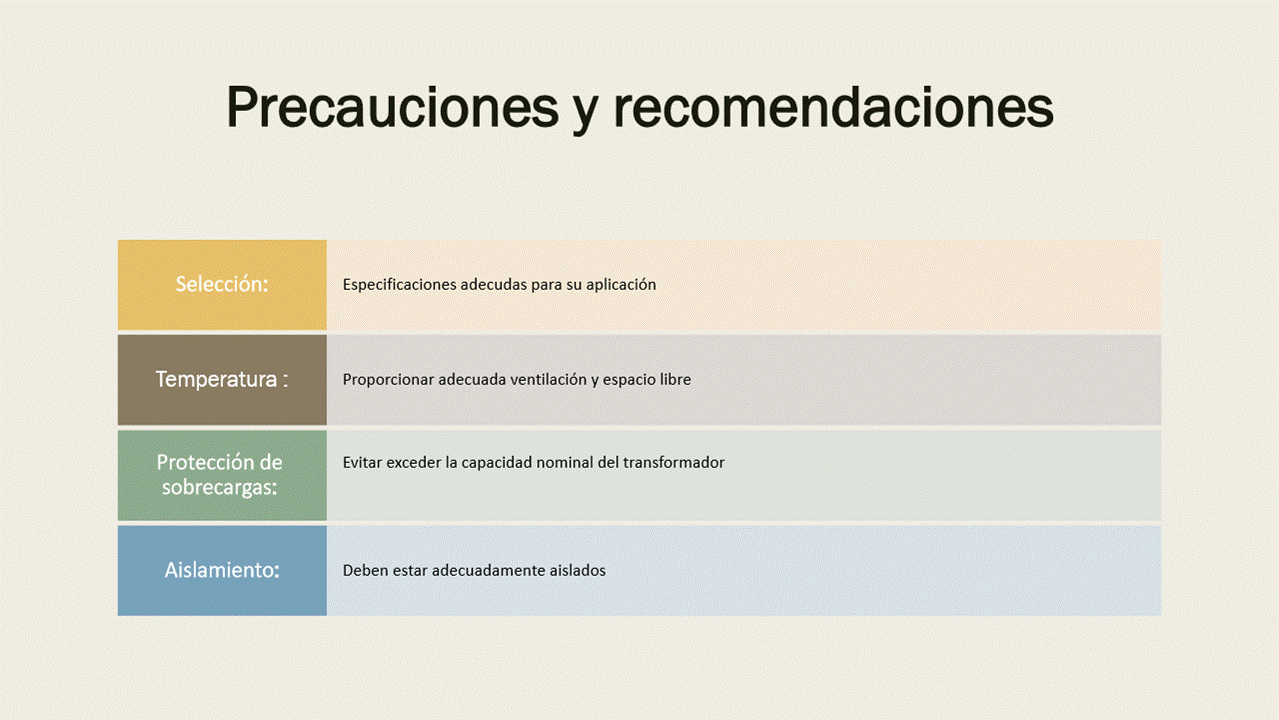 Precauciones y recomendaciones
Selección:
Especificaciones adecudas para su aplicación
Temperatura :
Proporcionar adecuada ventilación y espacio libre
Protección de
sobrecargas:
Evitar exceder la capacidad nominal del transformador
Aislamiento:
Deben estar adecuadamente aislados